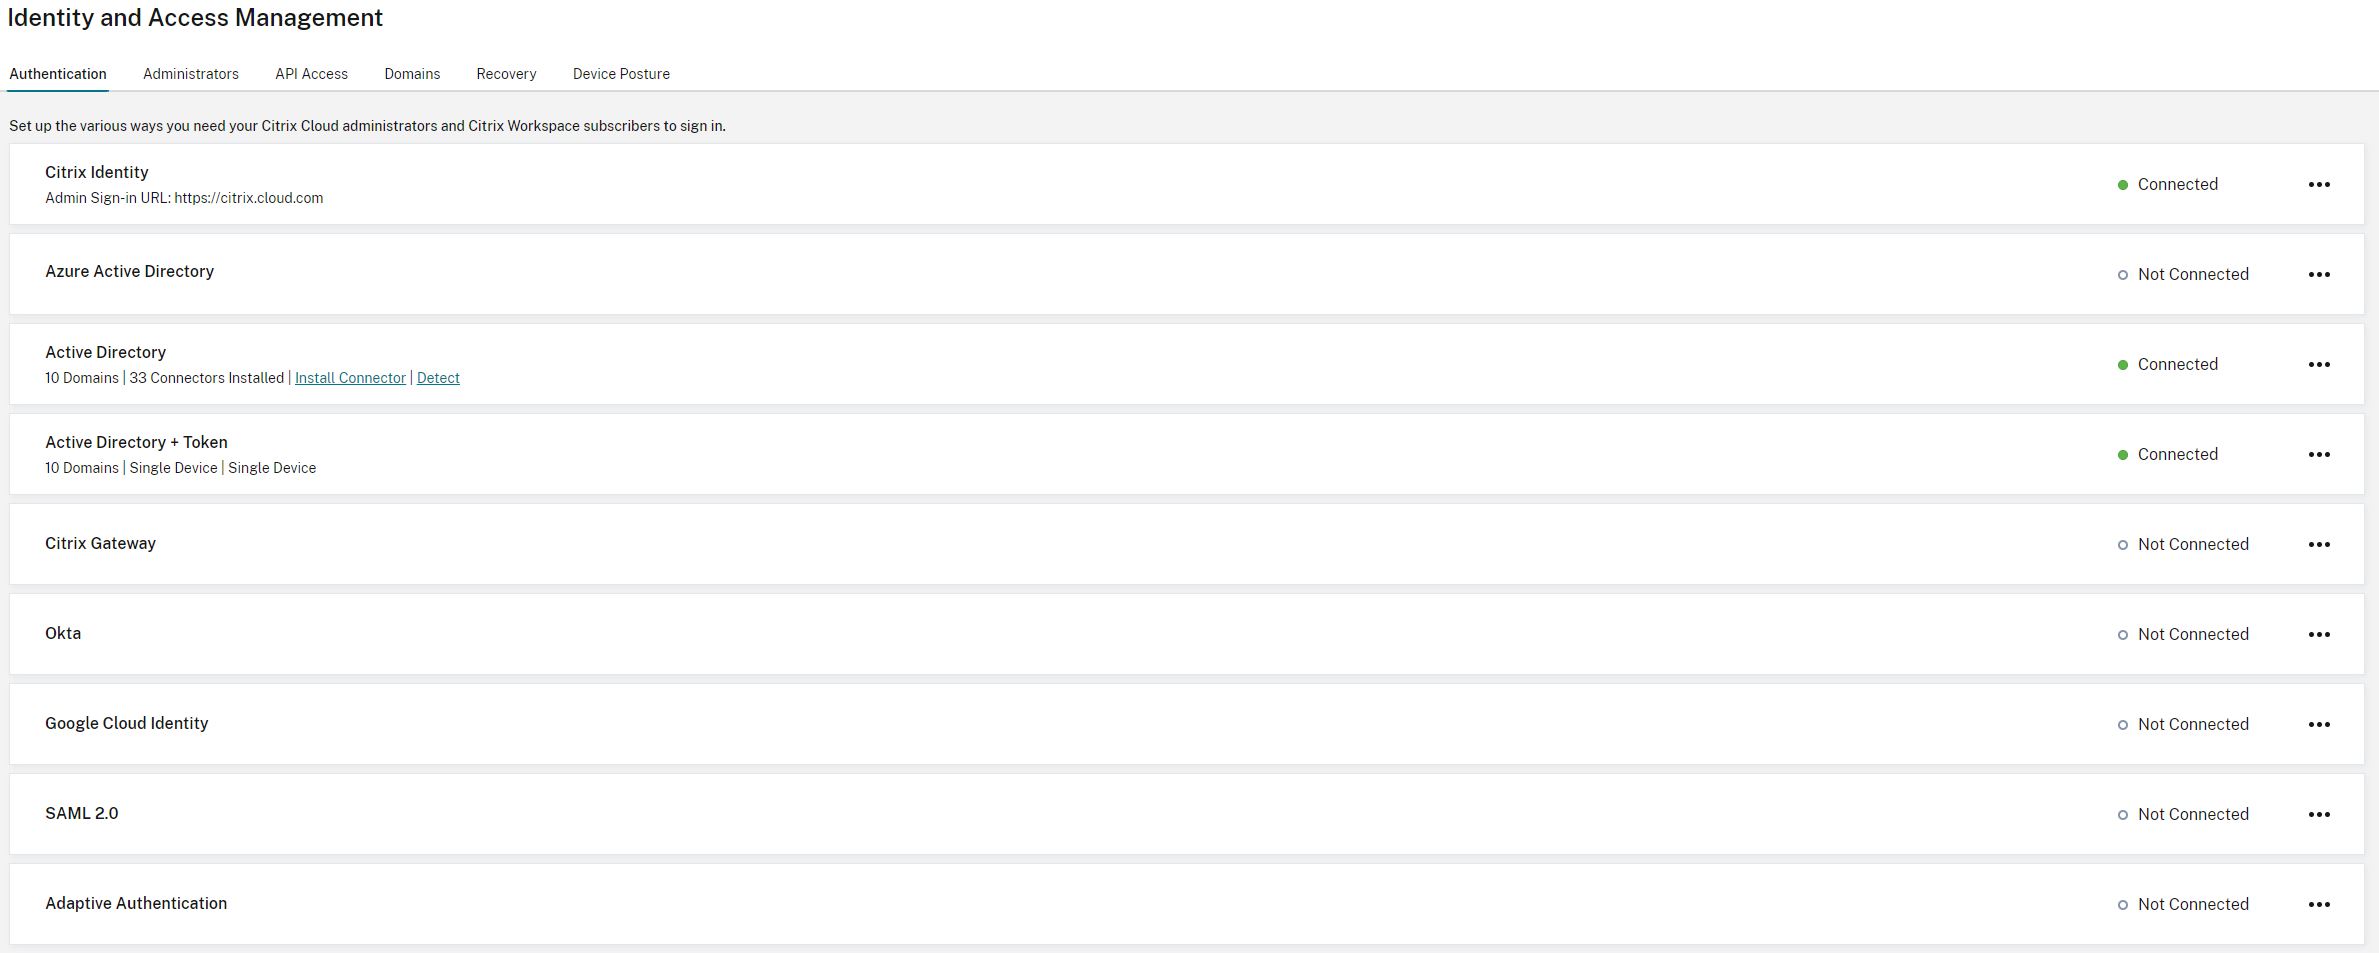 Identity and Access Management
Authentication Administrators API Access Domains Recovery Device Posture
Set up the various ways you need your Citrix Cloud administrators and Citrix Workspace subscribers to sign in.
Citrix Identity
Admin Sign-in URL: https://citrix.cloud.com
Connected
Azure Active Directory
Not Connected
Active Directory
10 Domains | 33 Connectors Installed | Install Connector | Detect
Connected
Active Directory + Token
10 Domains | Single Device | Single Device
Connected
Citrix Gateway
Not Connected
Okta
Not Connected
Google Cloud Identity
Not Connected
SAML 2.0
Not Connected
Adaptive Authentication
Not Connected